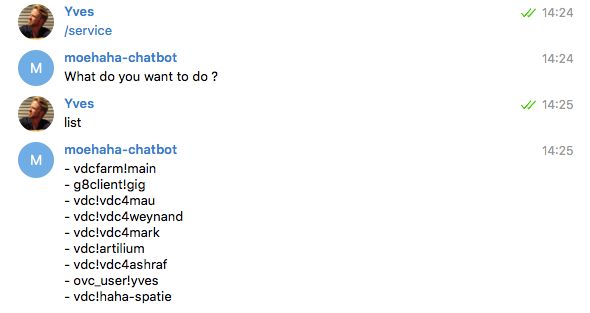 Yves
14:24
/service
moehaha-chatbot
14:24
M
What do you want to do ?
Yves
14:25
list
moehaha-chatbot
14:25
M
- vdcfarm!main
- g8client!gig
- vdc!vdc4mau
- vdc!vdc4weynand
- vdc!vdc4mark
- vdc!artilium
- vdc!vdc4ashraf
- ovc_user!yves
- vdc!haha-spatie